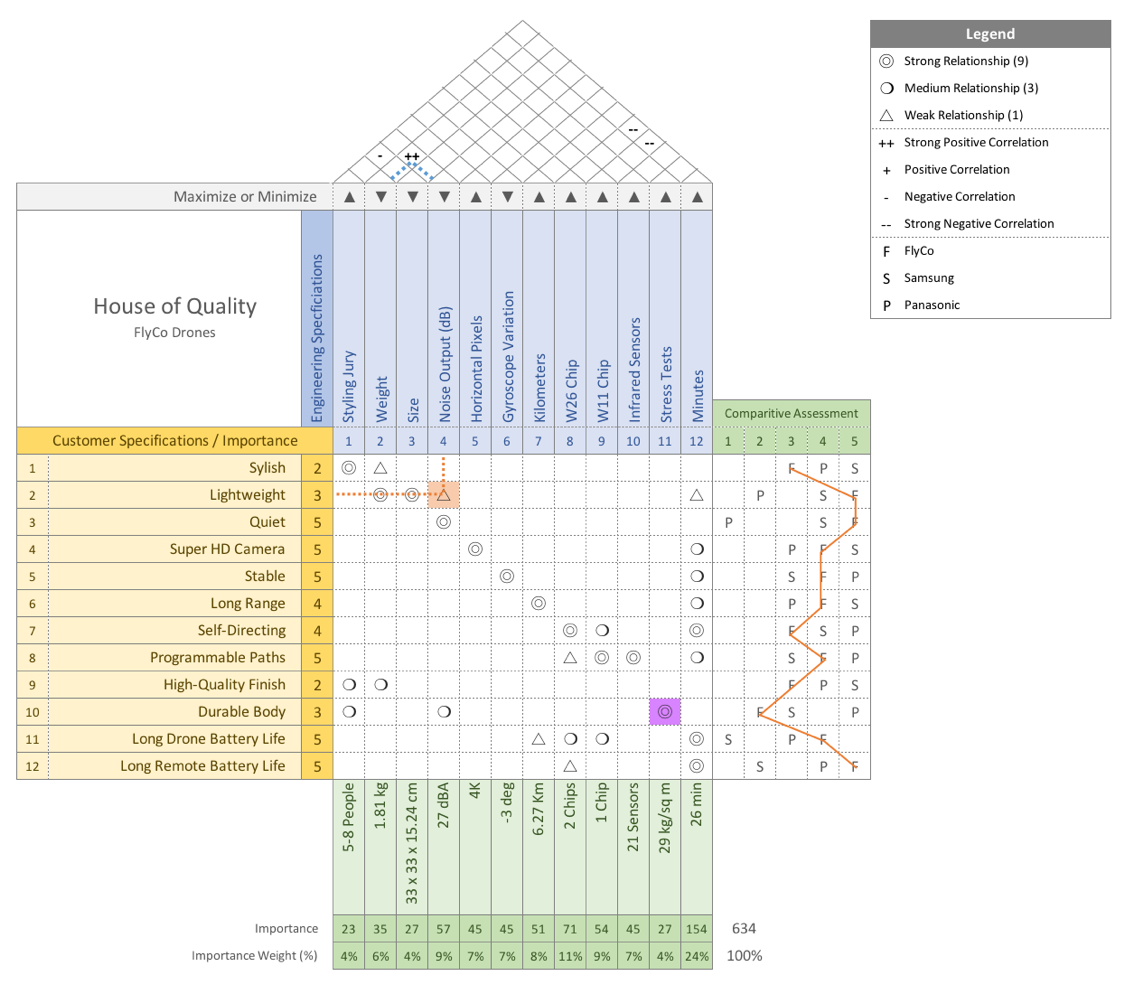 Legend
Strong Relationship (9)
Medium Relationship (3)
Weak Relationship (1)
++ Strong Positive Correlation
+ Positive Correlation
- Negative Correlation
-- Strong Negative Correlation
F FlyCo
S Samsung
P Panasonic
--
- ++ --
Maximize or Minimize ▲ ▼ ▼ ▼ ▲ ▼ ▲ ▲ ▲ ▲ ▲ ▲
House of Quality
FlyCo Drones
Engineering Specficiations
Styling Jury
Weight
Size
Noise Output (dB)
Horizontal Pixels
Gyroscope Variation
Kilometers
W26 Chip
W11 Chip
Infrared Sensors
Stress Tests
Minutes
Comparitive Assessment
Customer Specifications / Importance 1 2 3 4 5 6 7 8 9 10 11 12 1 2 3 4 5
1 Sylish 2 F P S
2 Lightweight 3 P S F
3 Quiet 5 P S F
4 Super HD Camera 5 P F S
5 Stable 5 S F P
6 Long Range 4 P F S
7 Self-Directing 4 F S P
8 Programmable Paths 5 S F P
9 High-Quality Finish 2 F P S
10 Durable Body 3 F S P
11 Long Drone Battery Life 5 S P F
12 Long Remote Battery Life 5 S P F
5-8 People
1.81 kg
33 x 33 x 15.24 cm
27 dBA
4K
-3 deg
6.27 Km
2 Chips
1 Chip
21 Sensors
29 kg/sq m
26 min
Importance 23 35 27 57 45 45 51 71 54 45 27 154 634
Importance Weight (%) 4% 6% 4% 9% 7% 7% 8% 11% 9% 7% 4% 24% 100%